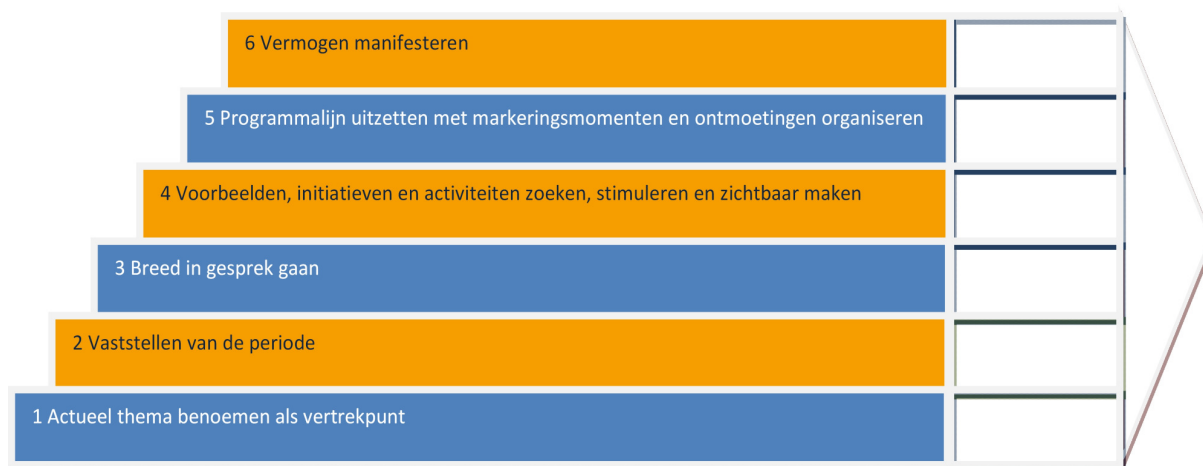 6 Vermogen manifesteren
5 Programmalijn uitzetten met markeringsmomenten en ontmoetingen organiseren
4 Voorbeelden, initiatieven en activiteiten zoeken, stimuleren en zichtbaar maken
3 Breed in gesprek gaan
2 Vaststellen van de periode
1 Actueel thema benoemen als vertrekpunt